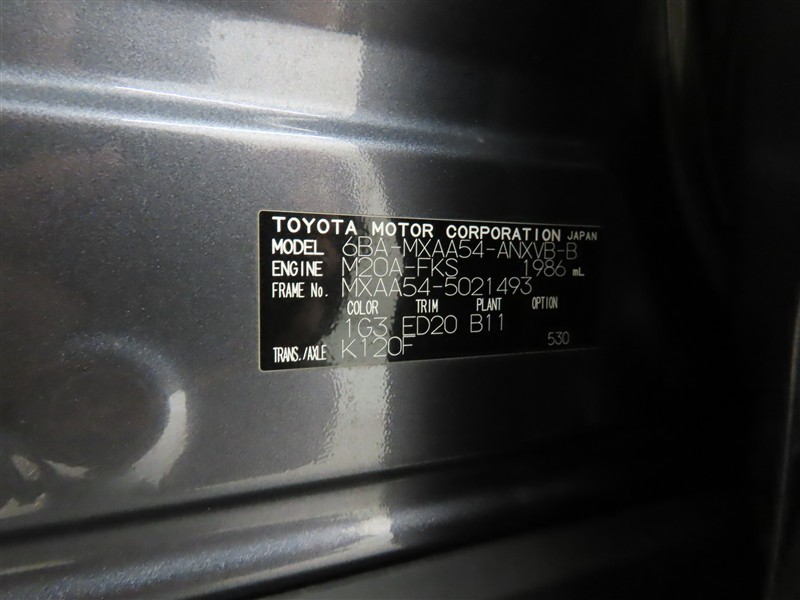 TOYOTA MOTOR CORPORATION JAPAN
MODEL 6BA-MXAA54-ANXVB-B
ENGINE M20A-FKS 1986 mL
FRAME No. MXAA54-5021493
COLOR TRIM PLANT OPTION
1G3 ED20 B11
TRANS./AXLE K120F 530